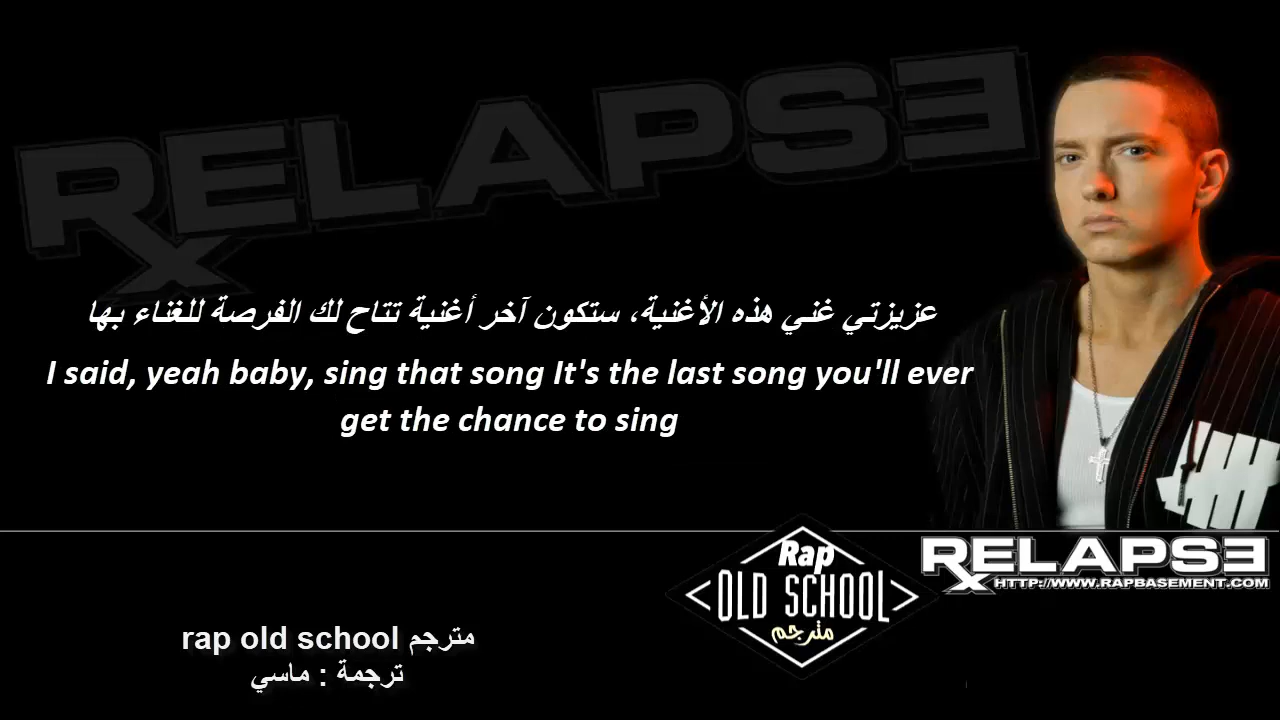 RELAPSE
عزيزتي غني هذه الأغنية، ستكون آخر أغنية تتاح لك الفرصة للغناء بها
I said, yeah baby, sing that song It's the last song you'll ever
get the chance to sing
Rap
OLD SCHOOL
مترجم
RELAPSE
HTTP://WWW.RAPBASEMENT.COM
rap old school مترجم
ترجمة : ماسي